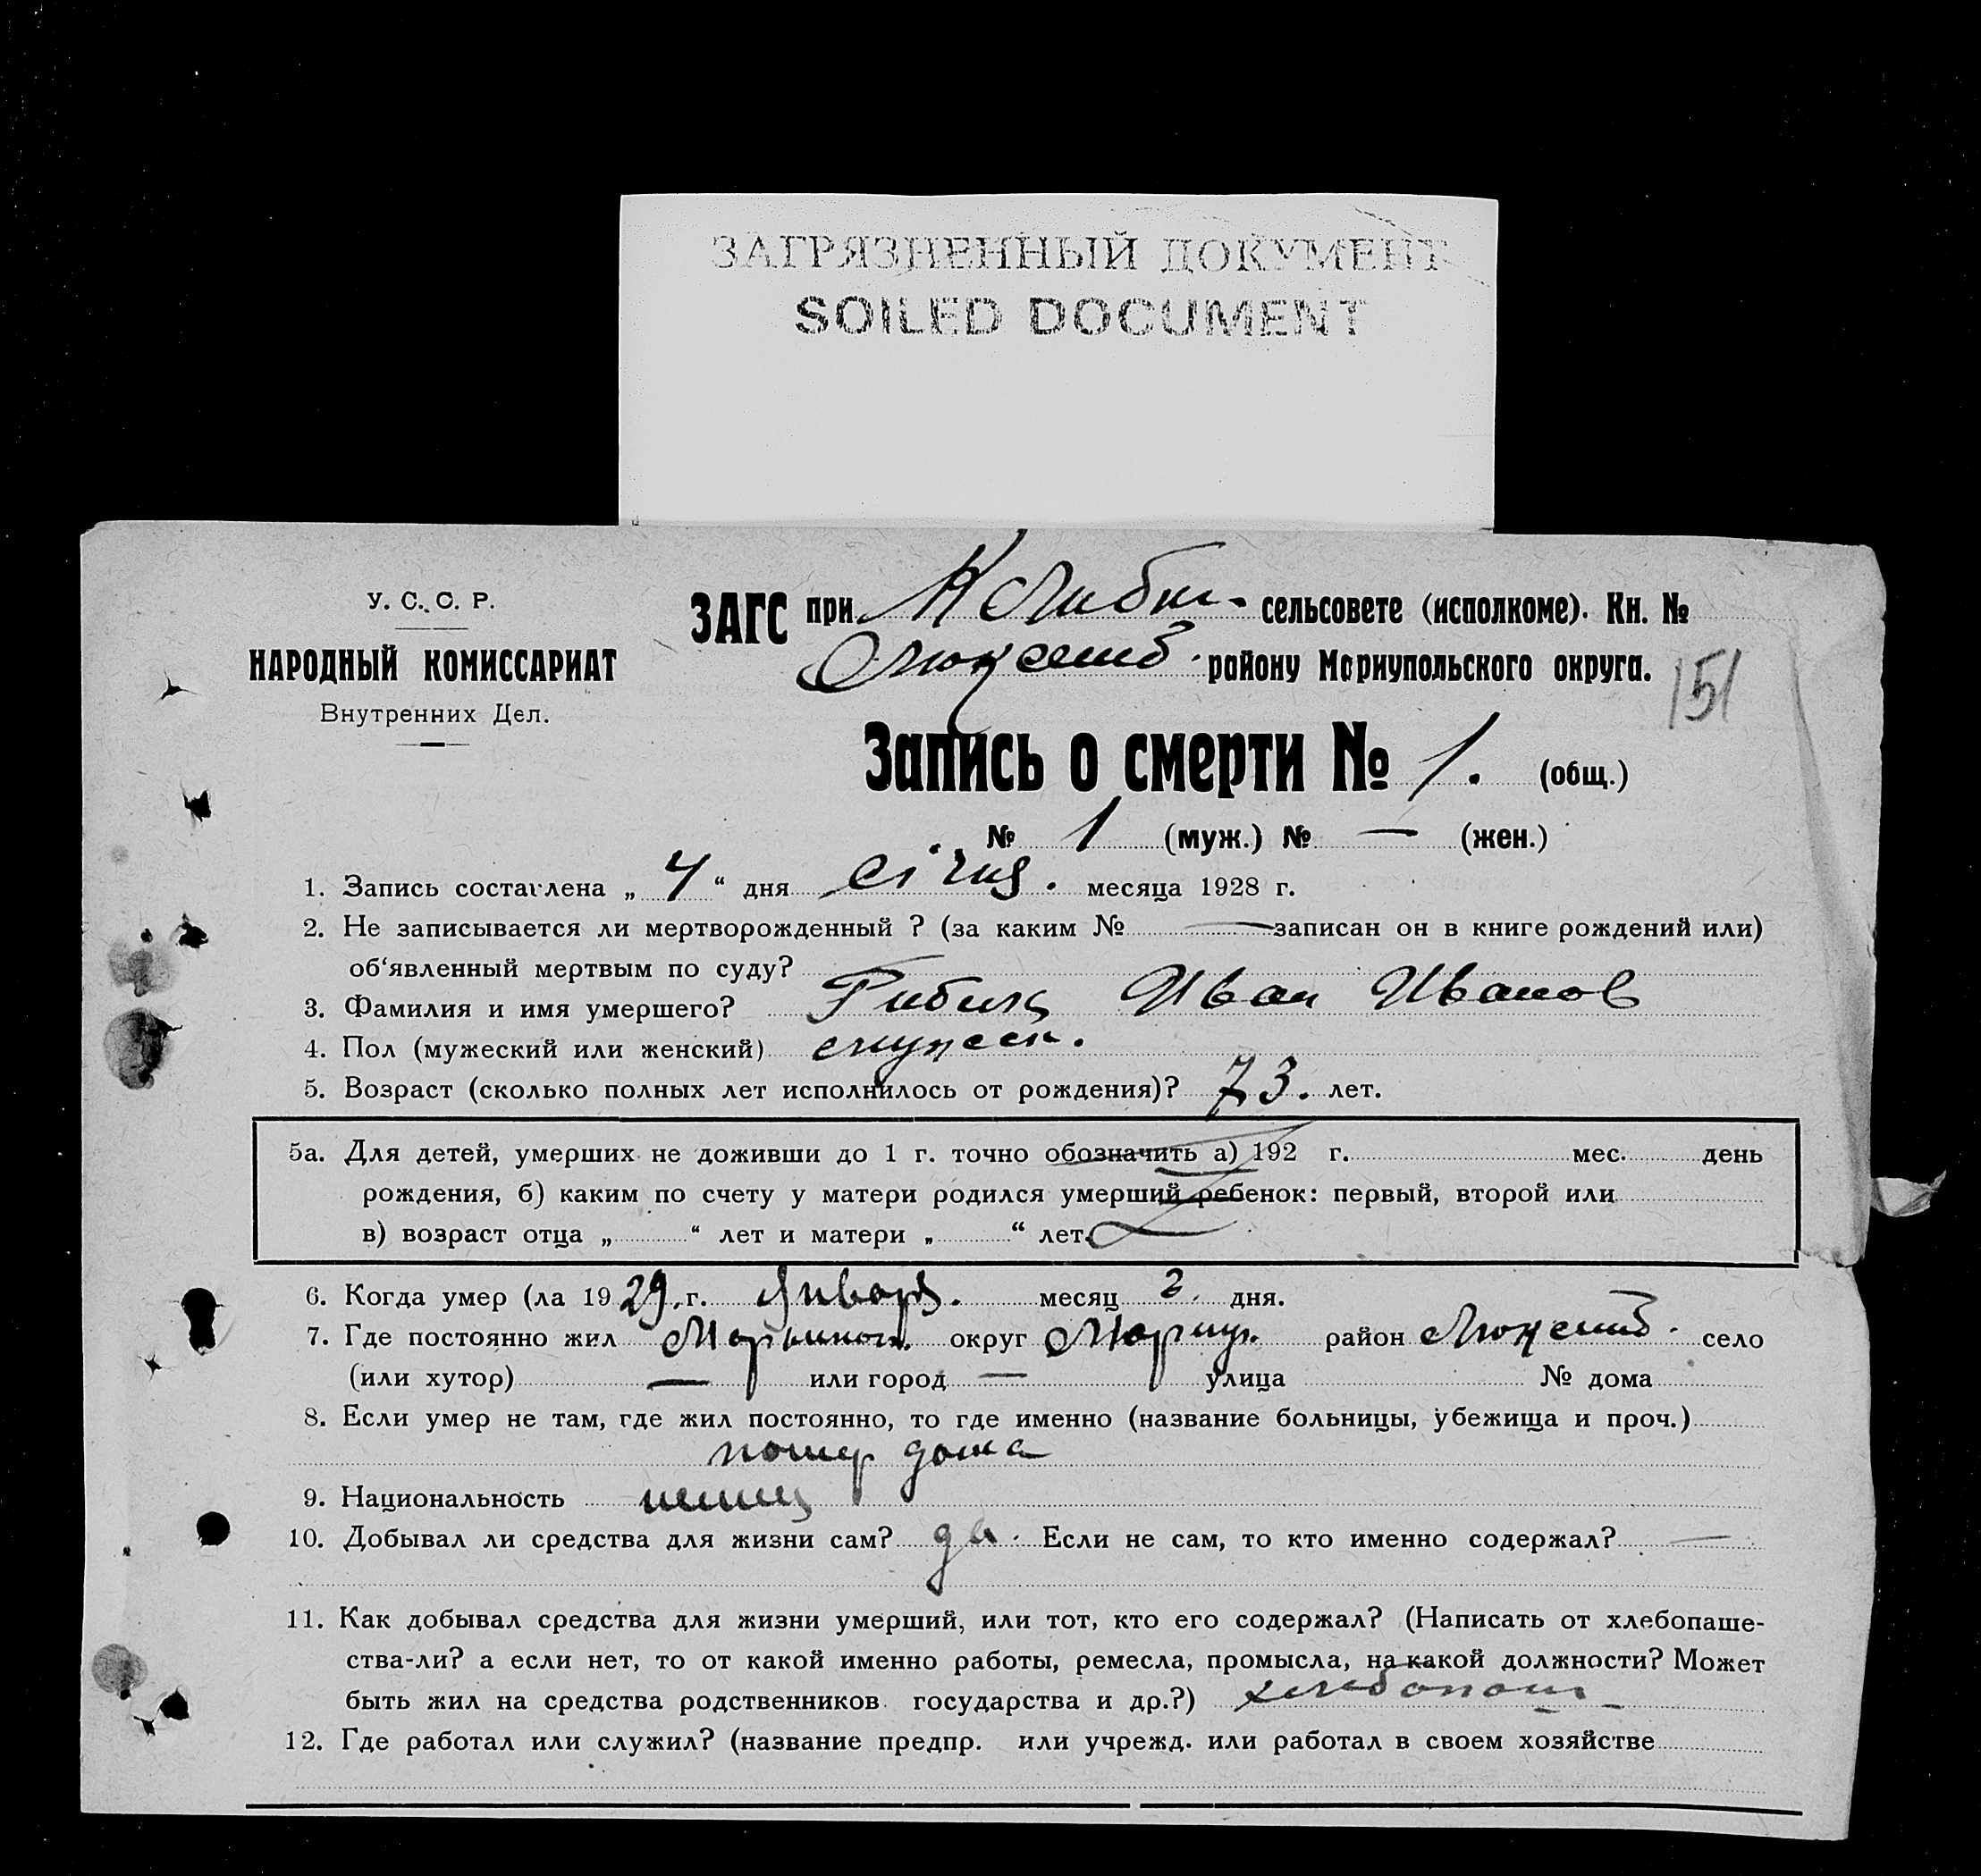 ЗАГРЯЗНЕННЫЙ ДОКУМЕНТ
SOILED DOCUMENT
У. С. С. Р.
НАРОДНЫЙ КОМИССАРИАТ
Внутренних Дел.
ЗАГС при сельсовете (исполкоме). Кн. №
Люксемб. району Мариупольского округа.
151
Запись о смерти № 1. (общ.)
№ 1 (муж.) № — (жен.)
1. Запись составлена „ 4 “ дня січня. месяца 1928 г.
2. Не записывается ли мертворожденный ? (за каким № — записан он в книге рождений или)
об‘явленный мертвым по суду?
3. Фамилия и имя умершего? Иван Иванов
4. Пол (мужеский или женский) мужеск.
5. Возраст (сколько полных лет исполнилось от рождения)? 73. лет.
5а. Для детей, умерших не доживши до 1 г. точно обозначить а) 192 г. мес. день
рождения, б) каким по счету у матери родился умерший ребенок: первый, второй или
в) возраст отца „ “ лет и матери „ “ лет.
6. Когда умер (ла 19 29. г. Января. месяц 2. дня.
7. Где постоянно жил округ Мариуп. район Люксемб. село
(или хутор) — или город — улица № дома
8. Если умер не там, где жил постоянно, то где именно (название больницы, убежища и проч.)
помер дома
9. Национальность немец
10. Добывал ли средства для жизни сам? да. Если не сам, то кто именно содержал? —
11. Как добывал средства для жизни умерший, или тот, кто его содержал? (Написать от хлебопаше-
ства-ли? а если нет, то от какой именно работы, ремесла, промысла, на какой должности? Может
быть жил на средства родственников государства и др.?) хлебопаш.
12. Где работал или служил? (название предпр. или учрежд. или работал в своем хозяйстве